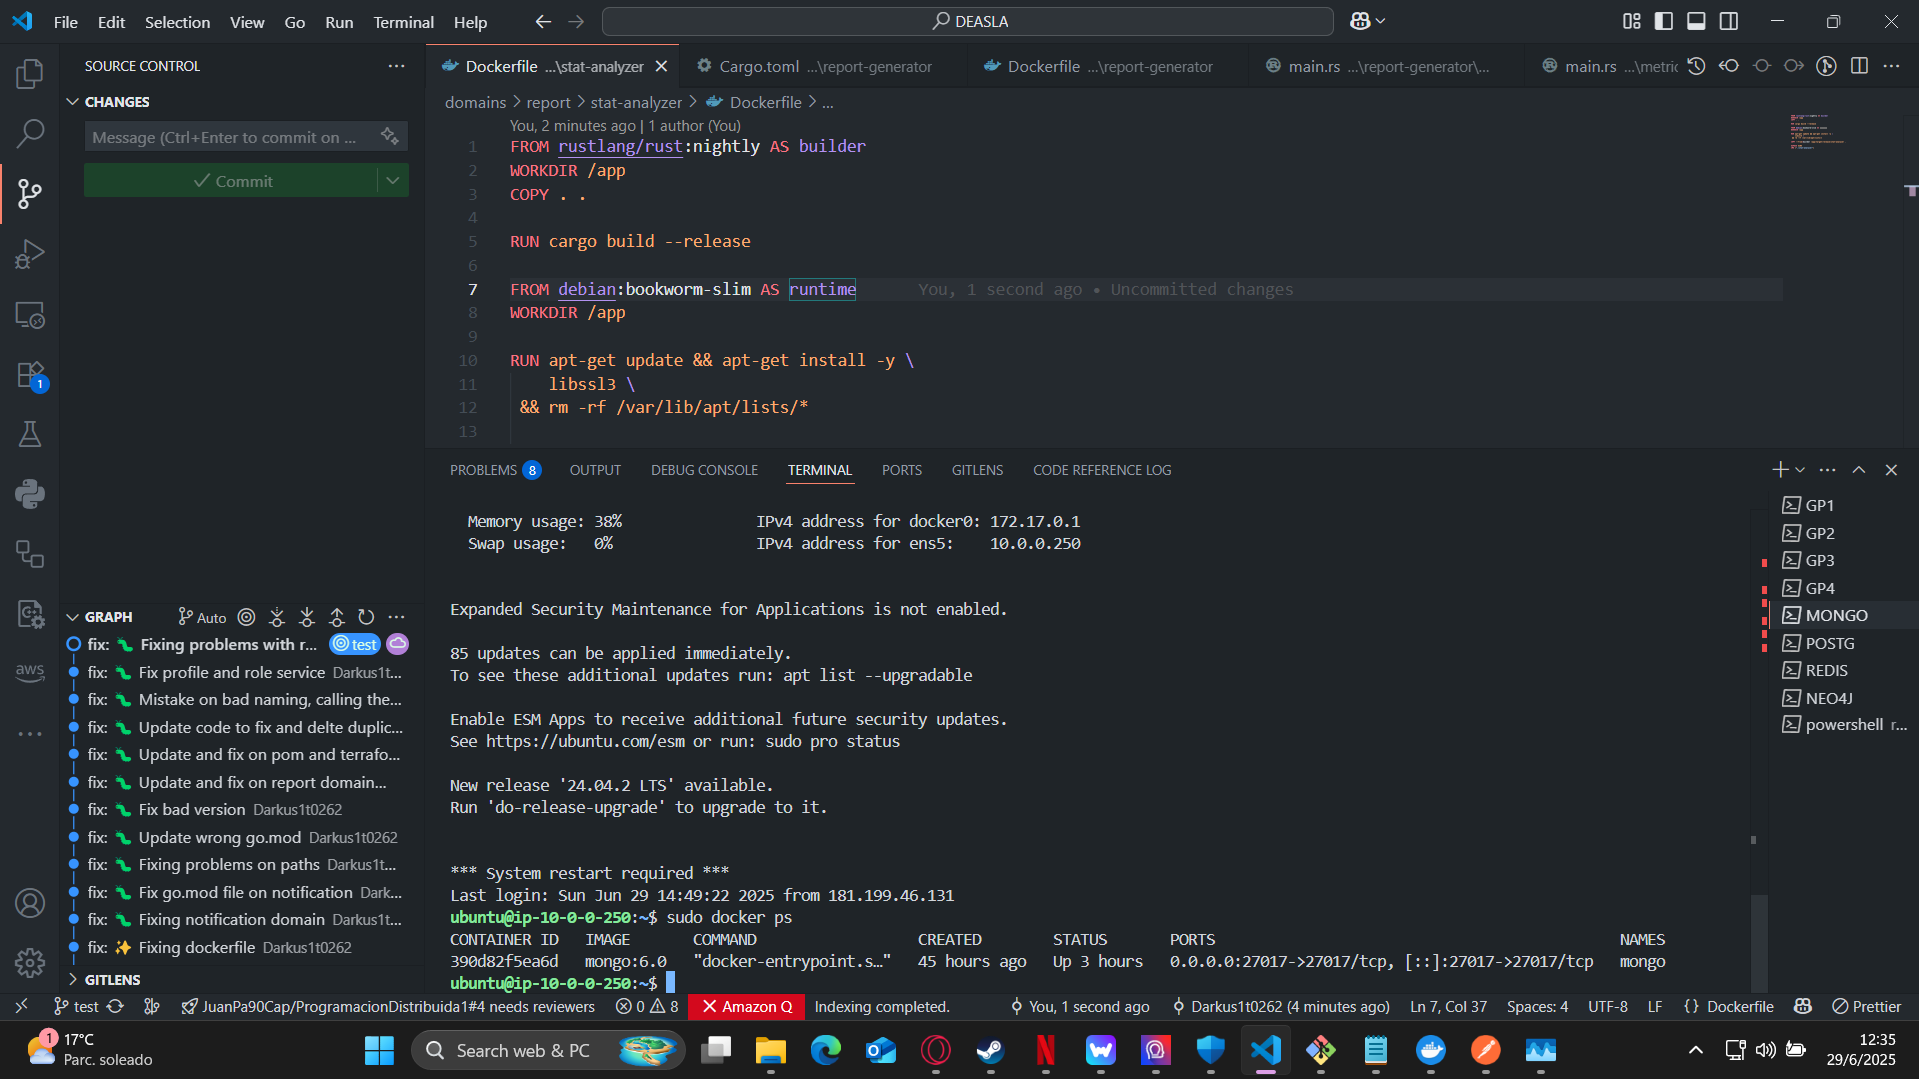 File Edit Selection View Go Run Terminal Help
DEASLA
SOURCE CONTROL
CHANGES
Message (Ctrl+Enter to commit on ...
Commit
1
Dockerfile ...\stat-analyzer
Cargo.toml ...\report-generator
Dockerfile ...\report-generator
main.rs ...\report-generator\...
main.rs ...\metric
domains > report > stat-analyzer > Dockerfile > ...
You, 2 minutes ago | 1 author (You)
1 FROM rustlang/rust:nightly AS builder
2 WORKDIR /app
3 COPY . .
4
5 RUN cargo build --release
6
7 FROM debian:bookworm-slim AS runtime You, 1 second ago • Uncommitted changes
8 WORKDIR /app
9
10 RUN apt-get update && apt-get install -y \
11 libssl3 \
12 && rm -rf /var/lib/apt/lists/*
13
PROBLEMS 8 OUTPUT DEBUG CONSOLE TERMINAL PORTS GITLENS CODE REFERENCE LOG
Memory usage: 38% IPv4 address for docker0: 172.17.0.1
Swap usage: 0% IPv4 address for ens5: 10.0.0.250
Expanded Security Maintenance for Applications is not enabled.
85 updates can be applied immediately.
To see these additional updates run: apt list --upgradable
Enable ESM Apps to receive additional future security updates.
See https://ubuntu.com/esm or run: sudo pro status
New release '24.04.2 LTS' available.
Run 'do-release-upgrade' to upgrade to it.
*** System restart required ***
Last login: Sun Jun 29 14:49:22 2025 from 181.199.46.131
ubuntu@ip-10-0-0-250:~$ sudo docker ps
CONTAINER ID IMAGE COMMAND CREATED STATUS PORTS NAMES
390d82f5ea6d mongo:6.0 "docker-entrypoint.s…" 45 hours ago Up 3 hours 0.0.0.0:27017->27017/tcp, [::]:27017->27017/tcp mongo
ubuntu@ip-10-0-0-250:~$
GP1
GP2
GP3
GP4
MONGO
POSTG
REDIS
NEO4J
powershell r...
GRAPH Auto
fix: Fixing problems with r... test
fix: Fix profile and role service Darkus1t...
fix: Mistake on bad naming, calling the...
fix: Update code to fix and delte duplic...
fix: Update and fix on pom and terrafo...
fix: Update and fix on report domain...
fix: Fix bad version Darkus1t0262
fix: Update wrong go.mod Darkus1t0262
fix: Fixing problems on paths Darkus1t...
fix: Fix go.mod file on notification Dark...
fix: Fixing notification domain Darkus1t...
fix: Fixing dockerfile Darkus1t0262
GITLENS
aws
test JuanPa90Cap/ProgramacionDistribuida1#4 needs reviewers 0 8 Amazon Q Indexing completed. You, 1 second ago Darkus1t0262 (4 minutes ago) Ln 7, Col 37 Spaces: 4 UTF-8 LF {} Dockerfile Prettier
1
17°C
Parc. soleado
Search web & PC
12:35
29/6/2025